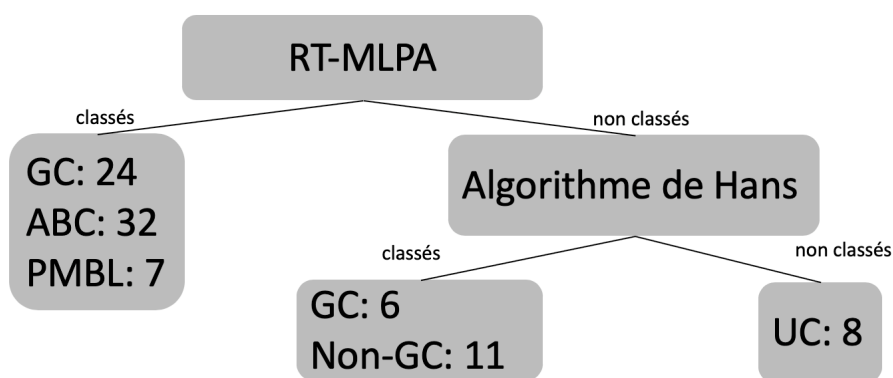 RT-MLPA
classés
non classés
GC: 24
ABC: 32
PMBL: 7
Algorithme de Hans
classés
non classés
GC: 6
Non-GC: 11
UC: 8